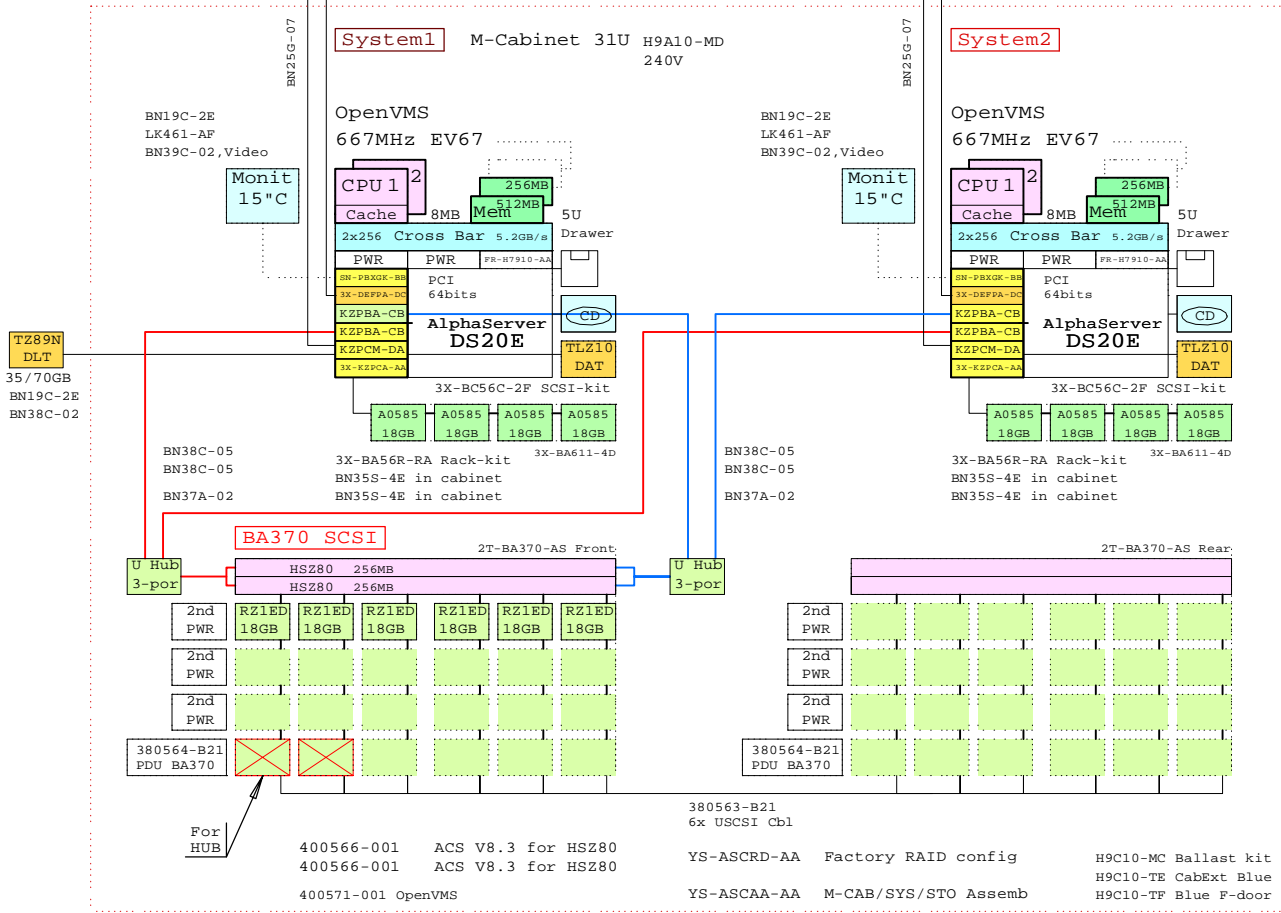 System1
M-Cabinet 31U H9A10-MD
240V
System2
BN25G-07
BN25G-07
BN19C-2E
LK461-AF
BN39C-02,Video
OpenVMS
667MHz EV67
Monit
15"C
CPU 1
2
Cache
8MB
Mem
256MB
512MB
5U
Drawer
2x256 Cross Bar 5.2GB/s
PWR
PWR
FR-H7910-AA
SN-PBXGK-BB
3X-DEFPA-DC
KZPBA-CB
KZPBA-CB
KZPCM-DA
3X-KZPCA-AA
PCI
64bits
AlphaServer
DS20E
CD
TLZ10
DAT
3X-BC56C-2F SCSI-kit
A0585
18GB
A0585
18GB
A0585
18GB
A0585
18GB
3X-BA56R-RA Rack-kit
3X-BA611-4D
BN35S-4E in cabinet
BN35S-4E in cabinet
TZ89N
DLT
35/70GB
BN19C-2E
BN38C-02
BN38C-05
BN38C-05
BN37A-02
BN19C-2E
LK461-AF
BN39C-02,Video
OpenVMS
667MHz EV67
Monit
15"C
CPU 1
2
Cache
8MB
Mem
256MB
512MB
5U
Drawer
2x256 Cross Bar 5.2GB/s
PWR
PWR
FR-H7910-AA
SN-PBXGK-BB
3X-DEFPA-DC
KZPBA-CB
KZPBA-CB
KZPCM-DA
3X-KZPCA-AA
PCI
64bits
AlphaServer
DS20E
CD
TLZ10
DAT
3X-BC56C-2F SCSI-kit
A0585
18GB
A0585
18GB
A0585
18GB
A0585
18GB
3X-BA56R-RA Rack-kit
3X-BA611-4D
BN35S-4E in cabinet
BN35S-4E in cabinet
BN38C-05
BN38C-05
BN37A-02
BA370 SCSI
2T-BA370-AS Front
U Hub
3-por
HSZ80 256MB
HSZ80 256MB
U Hub
3-por
2T-BA370-AS Rear
2nd
PWR
RZ1ED
18GB
RZ1ED
18GB
RZ1ED
18GB
RZ1ED
18GB
RZ1ED
18GB
RZ1ED
18GB
2nd
PWR
2nd
PWR
380564-B21
PDU BA370
2nd
PWR
2nd
PWR
2nd
PWR
380564-B21
PDU BA370
For
HUB
380563-B21
6x USCSI Cbl
400566-001 ACS V8.3 for HSZ80
400566-001 ACS V8.3 for HSZ80
400571-001 OpenVMS
YS-ASCRD-AA Factory RAID config
YS-ASCAA-AA M-CAB/SYS/STO Assemb
H9C10-MC Ballast kit
H9C10-TE CabExt Blue
H9C10-TF Blue F-door